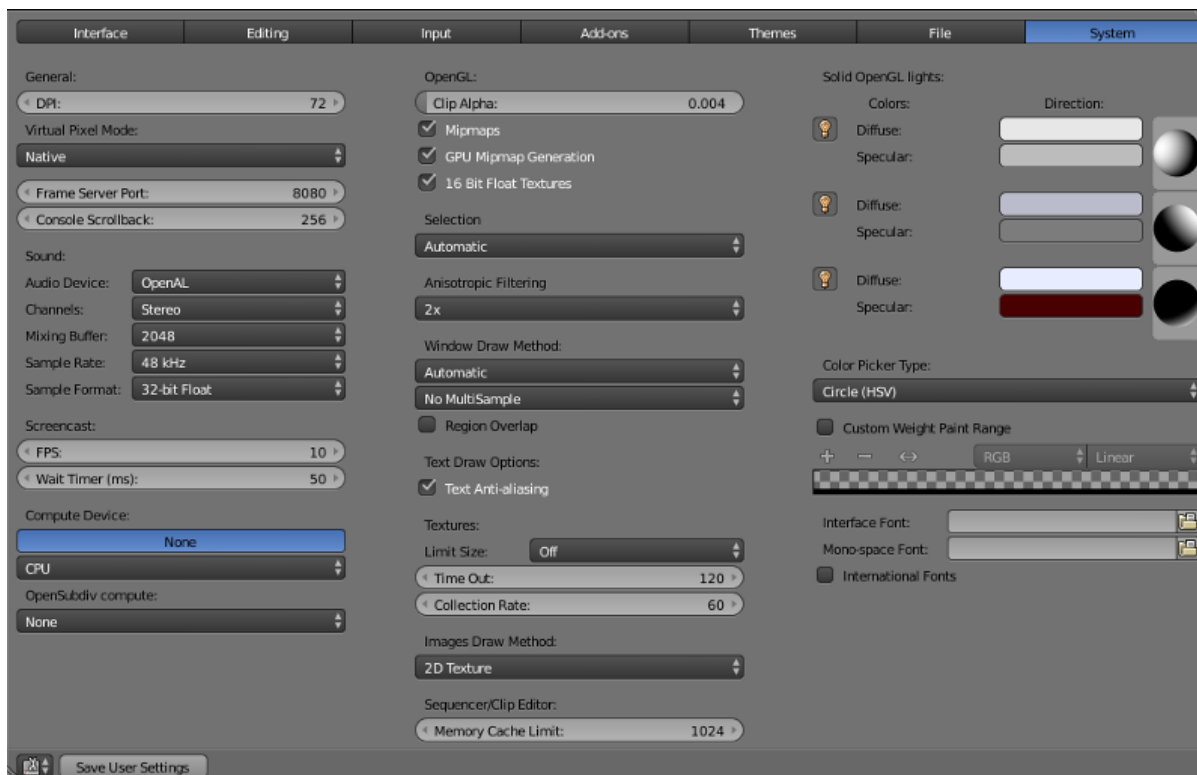 Interface Editing Input Add-ons Themes File System
General:
DPI: 72
Virtual Pixel Mode:
Native
Frame Server Port: 8080
Console Scrollback: 256
Sound:
Audio Device: OpenAL
Channels: Stereo
Mixing Buffer: 2048
Sample Rate: 48 kHz
Sample Format: 32-bit Float
Screencast:
FPS: 10
Wait Timer (ms): 50
Compute Device:
None
CPU
OpenSubdiv compute:
None
OpenGL:
Clip Alpha: 0.004
Mipmaps
GPU Mipmap Generation
16 Bit Float Textures
Selection
Automatic
Anisotropic Filtering
2x
Window Draw Method:
Automatic
No MultiSample
Region Overlap
Text Draw Options:
Text Anti-aliasing
Textures:
Limit Size: Off
Time Out: 120
Collection Rate: 60
Images Draw Method:
2D Texture
Sequencer/Clip Editor:
Memory Cache Limit: 1024
Solid OpenGL lights:
Colors: Direction:
Diffuse:
Specular:
Diffuse:
Specular:
Diffuse:
Specular:
Color Picker Type:
Circle (HSV)
Custom Weight Paint Range
RGB Linear
Interface Font:
Mono-space Font:
International Fonts
Save User Settings